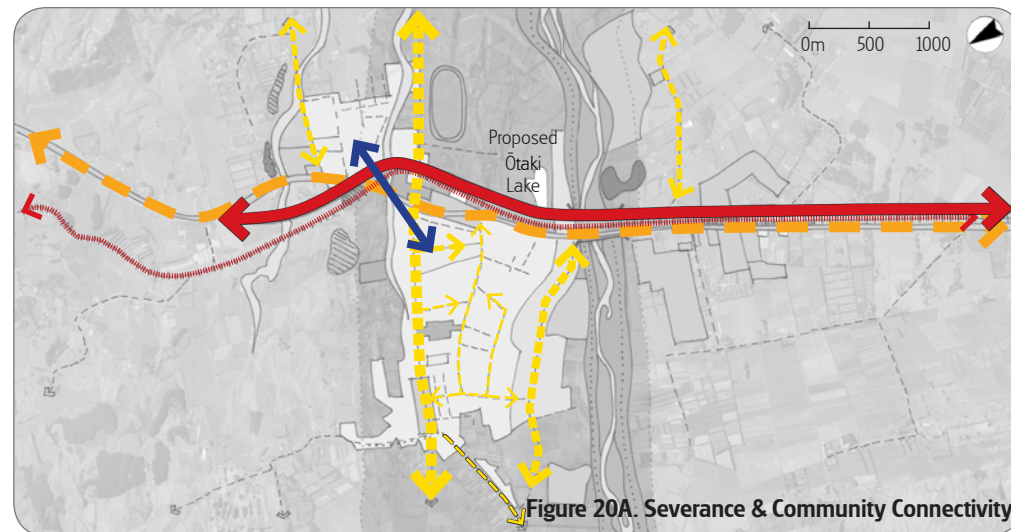 0m 500 1000
Proposed
Ōtaki
Lake
Figure 20A. Severance & Community Connectivity